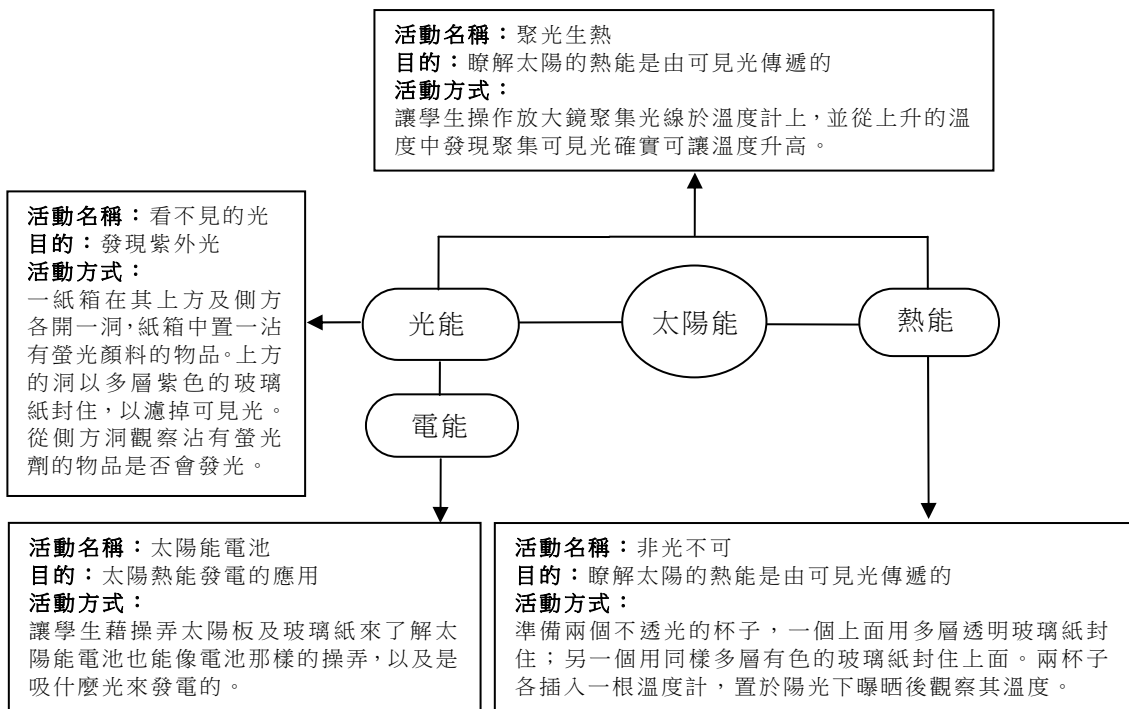 活動名稱：聚光生熱
目的：瞭解太陽的熱能是由可見光傳遞的
活動方式：
讓學生操作放大鏡聚集光線於溫度計上，並從上升的溫
度中發現聚集可見光確實可讓溫度升高。
活動名稱：看不見的光
目的：發現紫外光
活動方式：
一紙箱在其上方及側方
各開一洞，紙箱中置一沾
有螢光顏料的物品。上方
的洞以多層紫色的玻璃
紙封住，以濾掉可見光。
從側方洞觀察沾有螢光
劑的物品是否會發光。
光能
太陽能
熱能
電能
活動名稱：太陽能電池
目的：太陽熱能發電的應用
活動方式：
讓學生藉操弄太陽板及玻璃紙來了解太
陽能電池也能像電池那樣的操弄，以及是
吸什麼光來發電的。
活動名稱：非光不可
目的：瞭解太陽的熱能是由可見光傳遞的
活動方式：
準備兩個不透光的杯子，一個上面用多層透明玻璃紙封
住；另一個用同樣多層有色的玻璃紙封住上面。兩杯子
各插入一根溫度計，置於陽光下曝晒後觀察其溫度。